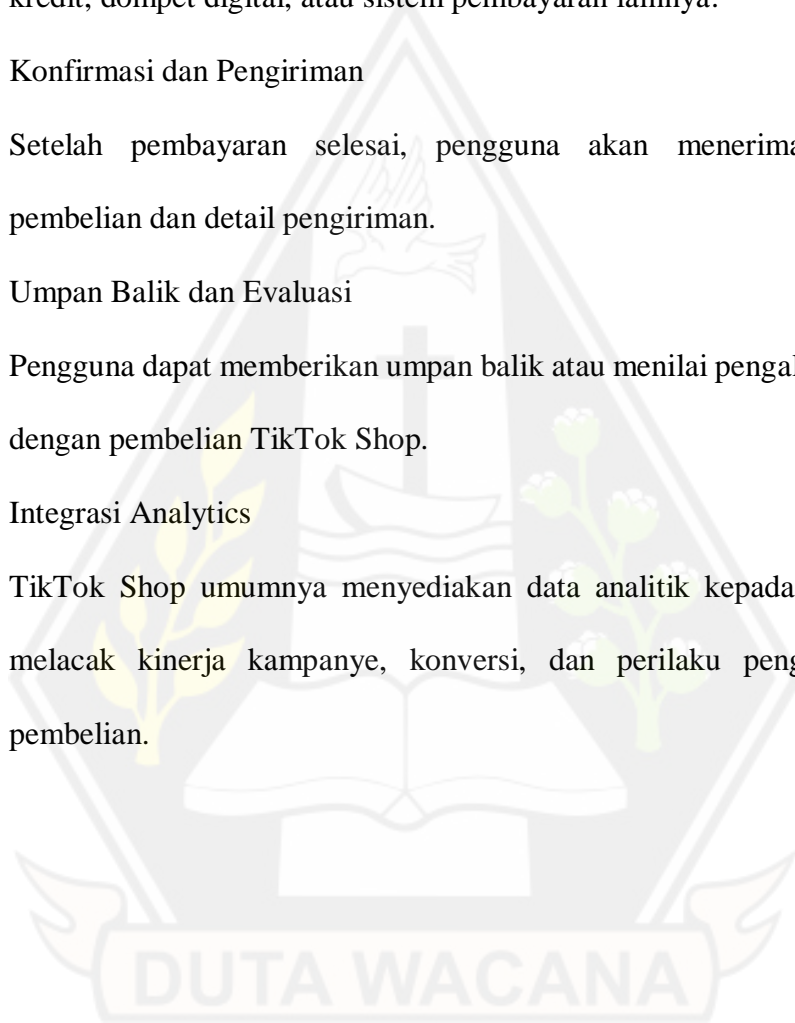 kredit, dompet digital, atau sistem pembayaran lainnya.
Konfirmasi dan Pengiriman
Setelah pembayaran selesai, pengguna akan menerima
pembelian dan detail pengiriman.
Umpan Balik dan Evaluasi
Pengguna dapat memberikan umpan balik atau menilai
dengan pembelian TikTok Shop.
Integrasi Analytics
TikTok Shop umumnya menyediakan data analitik kepada
melacak kinerja kampanye, konversi, dan perilaku
pembelian.
DUTA WACANA